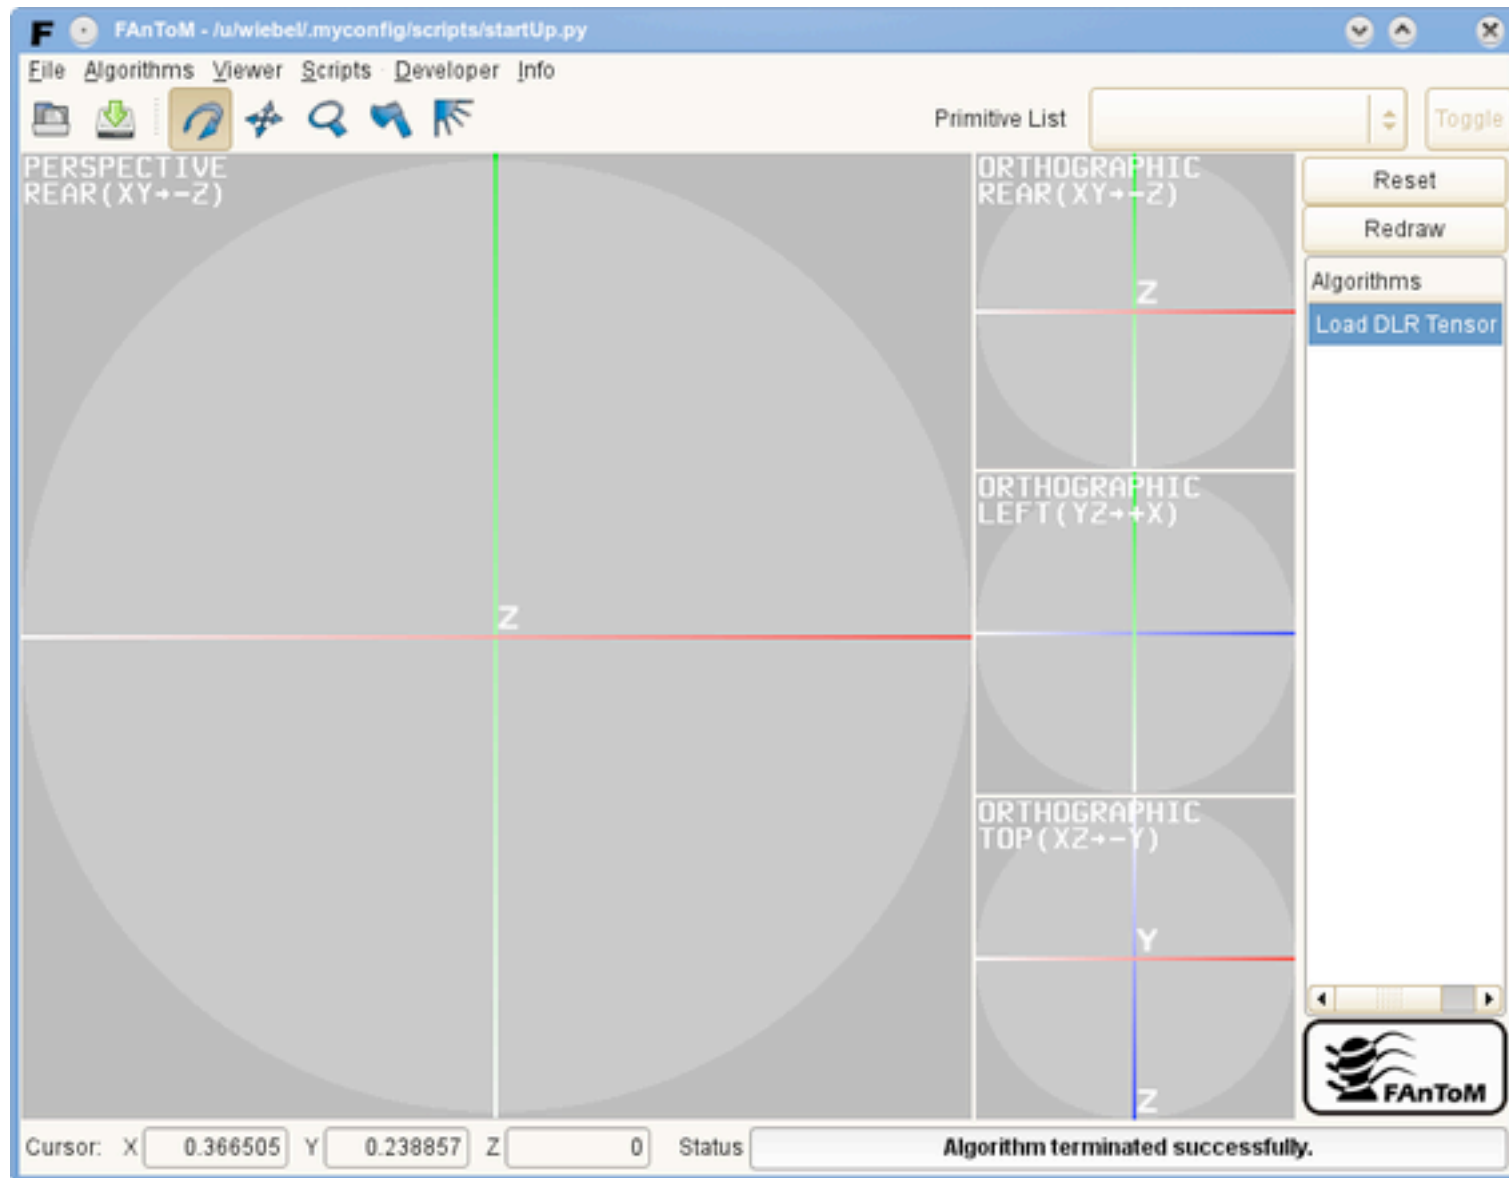 FAnToM - /u/wiebel/.myconfig/scripts/startUp.py
File Algorithms Viewer Scripts Developer Info
Primitive List
Toggle
PERSPECTIVE
REAR(XY→-Z)
Z
ORTHOGRAPHIC
REAR(XY→-Z)
Z
ORTHOGRAPHIC
LEFT(YZ→+X)
ORTHOGRAPHIC
TOP(XZ→-Y)
Y
Z
Reset
Redraw
Algorithms
Load DLR Tensor
FAnToM
Cursor: X 0.366505 Y 0.238857 Z 0 Status Algorithm terminated successfully.